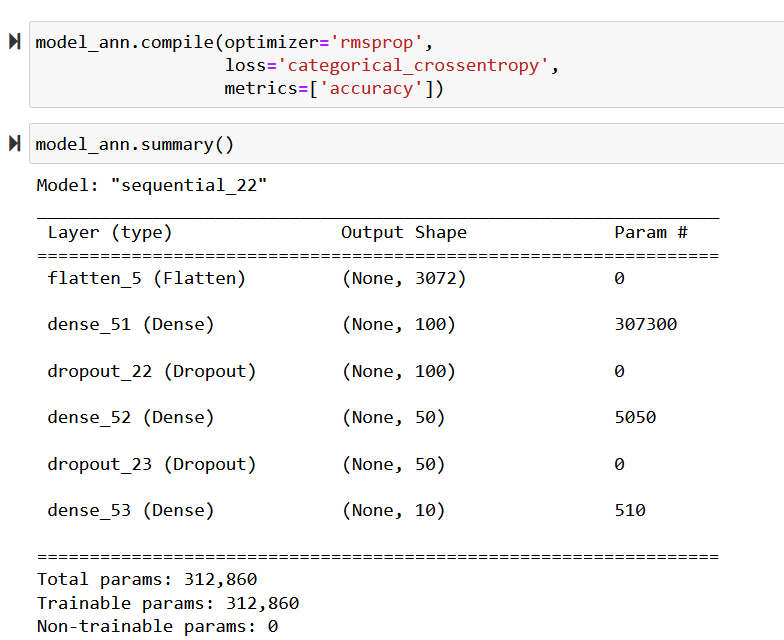 model_ann.compile(optimizer='rmsprop',
loss='categorical_crossentropy',
metrics=['accuracy'])
model_ann.summary()
Model: "sequential_22"
_________________________________________________________________
Layer (type) Output Shape Param #
=================================================================
flatten_5 (Flatten) (None, 3072) 0
dense_51 (Dense) (None, 100) 307300
dropout_22 (Dropout) (None, 100) 0
dense_52 (Dense) (None, 50) 5050
dropout_23 (Dropout) (None, 50) 0
dense_53 (Dense) (None, 10) 510
=================================================================
Total params: 312,860
Trainable params: 312,860
Non-trainable params: 0